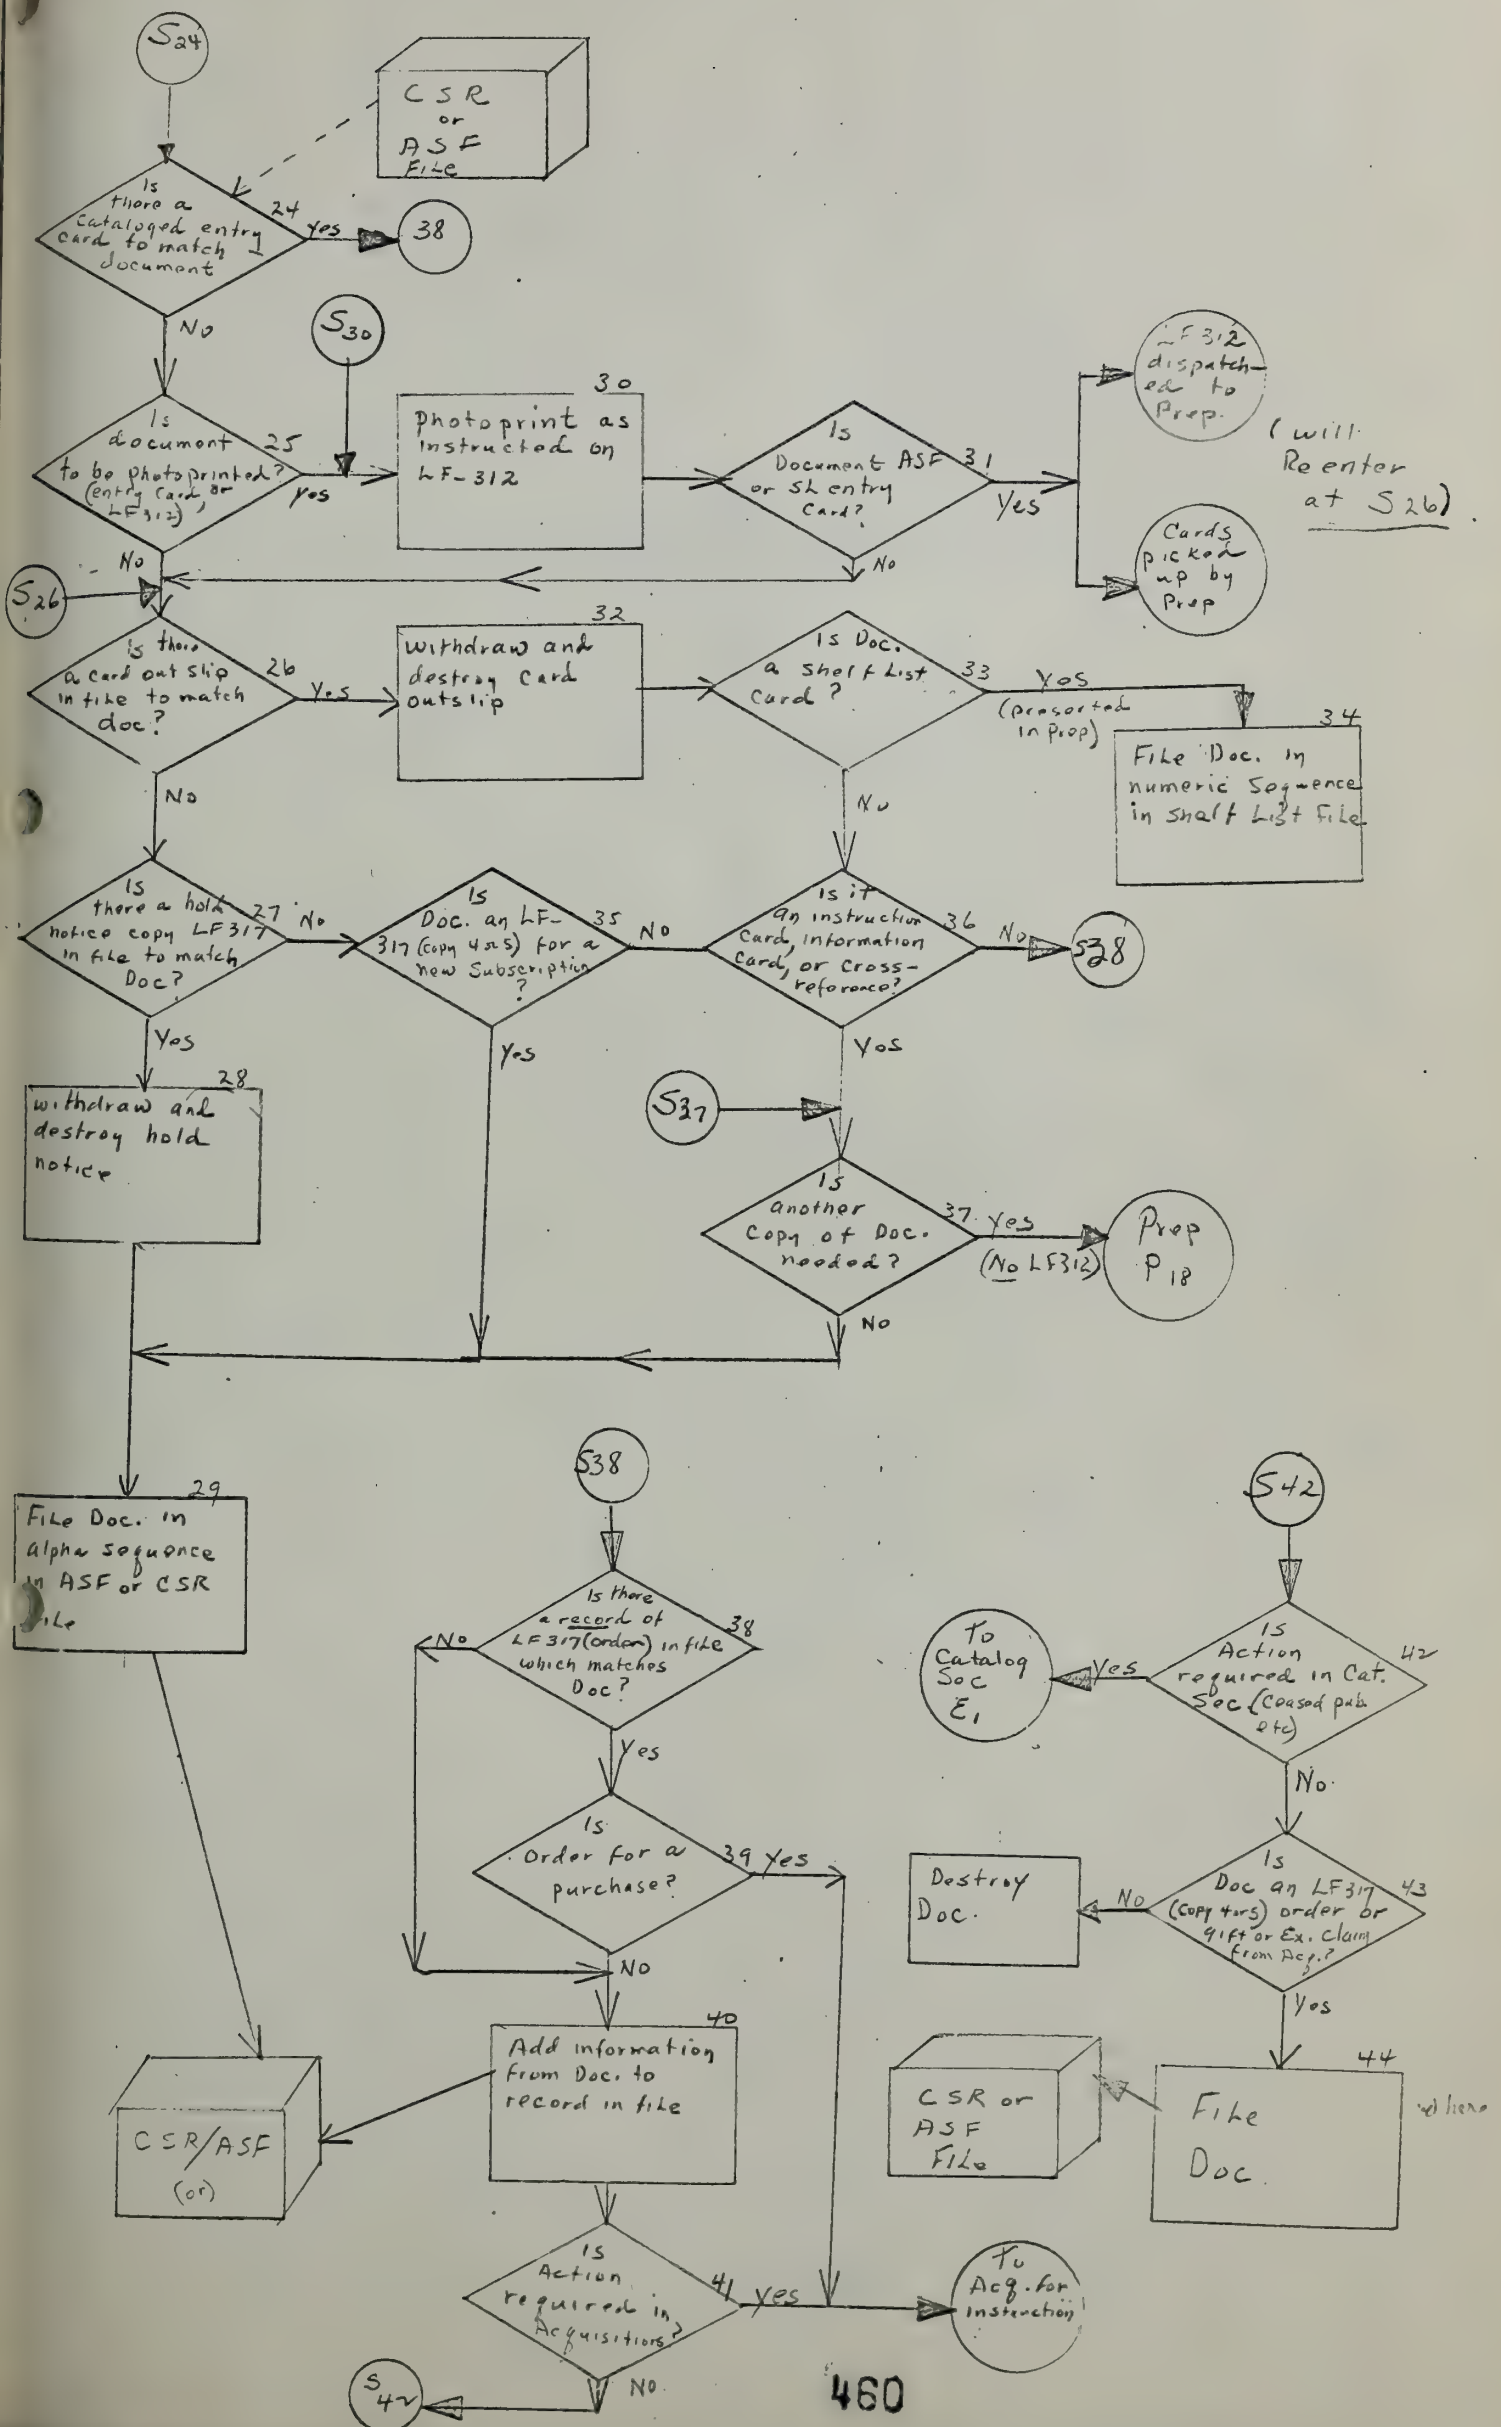 S24
CSR
or
ASF
File
Is
there a
cataloged entry
card to match
document
24
yes
38
No
S30
Is
document
to be photoprinted?
(entry card, or
LF312)
25
yes
30
Photoprint as
instructed on
LF-312
Is
Document ASF
or SL entry
Card?
31
Yes
LF312
dispatch-
ed to
Prep.
(will
Reenter
at S26)
Cards
picked
up by
Prep
No
No
S26
Is there
a card out slip
in file to match
doc?
26
Yes
32
withdraw and
destroy Card
outslip
Is Doc.
a Shelf List
Card?
33
Yes
(presorted
in Prep)
34
File Doc. in
numeric Sequence
in Shelf List File
No
No
Is
there a hold
notice copy LF317
in file to match
Doc?
27
No
Is
Doc. an LF-
317 (copy 4 or 5) for a
new Subscription
?
35
No
Is it
an instruction
Card, information
Card, or cross-
reference?
36
No
S38
Yes
Yes
Yes
28
withdraw and
destroy hold
notice
S37
Is
another
Copy of Doc.
needed?
37
Yes
(No LF312)
Prep
P18
No
29
File Doc. in
alpha sequence
in ASF or CSR
File
S38
Is there
a record of
LF317 (order) in file
which matches
Doc?
38
No
Yes
Is
Order for a
purchase?
39
Yes
No
40
Add information
from Doc. to
record in file
CSR/ASF
(or)
Is
Action
required in
Acquisitions?
41
Yes
To
Acq. for
instruction
No.
S
42
S42
Is
Action
required in Cat.
Sec. (Ceased pub.
etc)
42
Yes
To
Catalog
Sec
E1
No.
Is
Doc an LF317
(Copy 4 or 5) order or
gift or Ex. Claim
from Acq.?
43
No
Destroy
Doc.
Yes
44
File
Doc.
CSR or
ASF
File
460